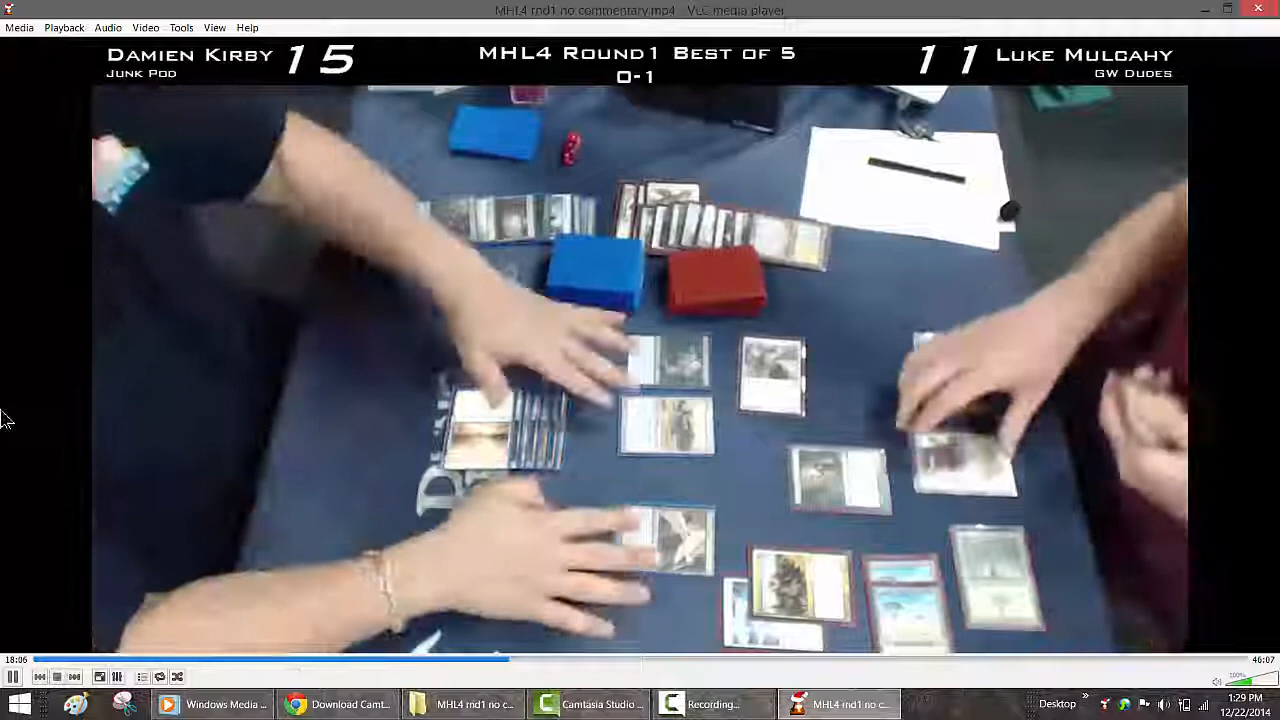 MHL4 rnd1 no commentary.mp4 - VLC media player
Media Playback Audio Video Tools View Help
DAMIEN KIRBY 15
JUNK POD
MHL4 ROUND 1 BEST OF 5
0-1
11 LUKE MULCAHY
GW DUDES
18:06
46:07
100%
Windows Media ...
Download Camt...
MHL4 rnd1 no c...
Camtasia Studio ...
Recording...
MHL4 rnd1 no c...
Desktop
1:29 PM
12/22/2014